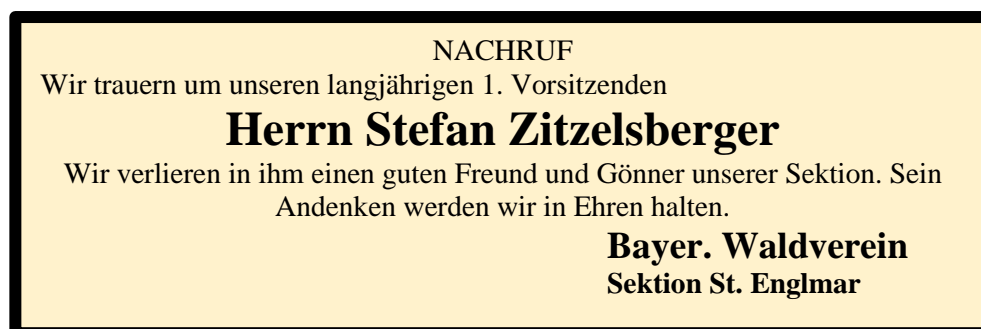 NACHRUF
Wir trauern um unseren langjährigen 1. Vorsitzenden
Herrn Stefan Zitzelsberger
Wir verlieren in ihm einen guten Freund und Gönner unserer Sektion. Sein
Andenken werden wir in Ehren halten.
Bayer. Waldverein
Sektion St. Englmar